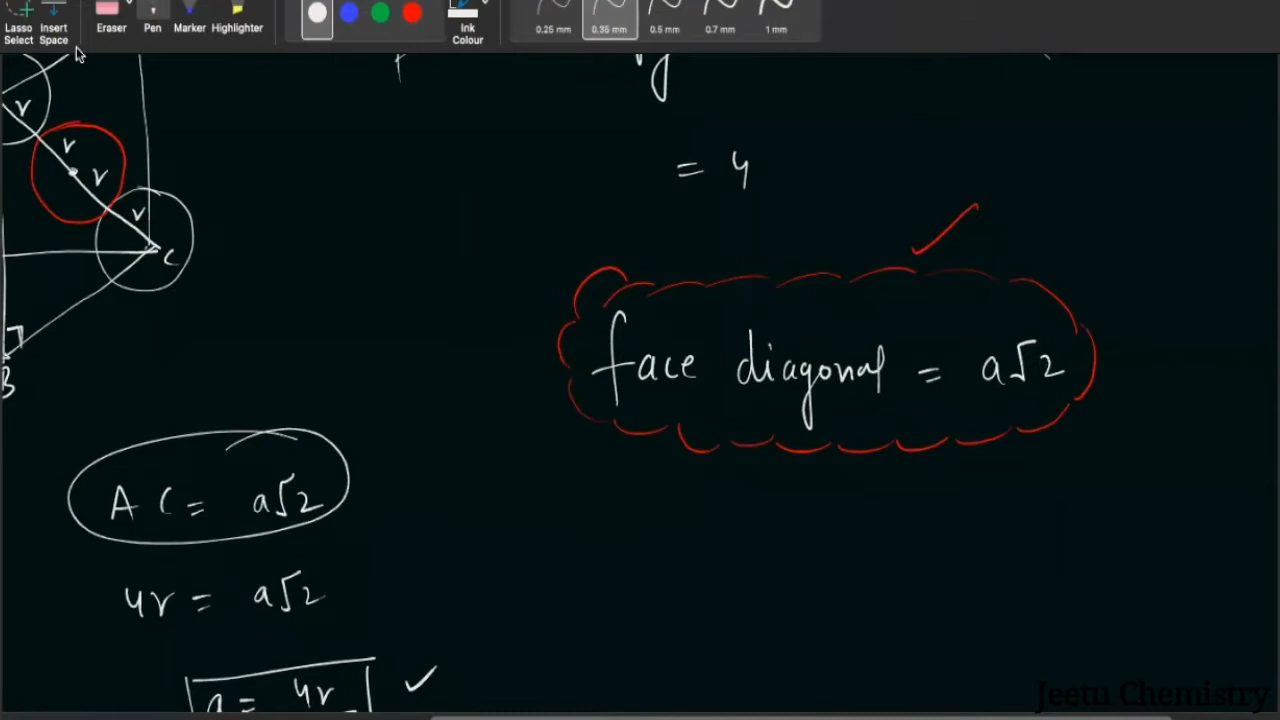 Lasso Select
Insert Space
Eraser
Pen
Marker
Highlighter
Ink Colour
0.25 mm
0.35 mm
0.5 mm
0.7 mm
1 mm
r
r
r
r
C
B
= 4
face diagonal = a√2
AC = a√2
4r = a√2
a = 4r
Jeetu Chemistry